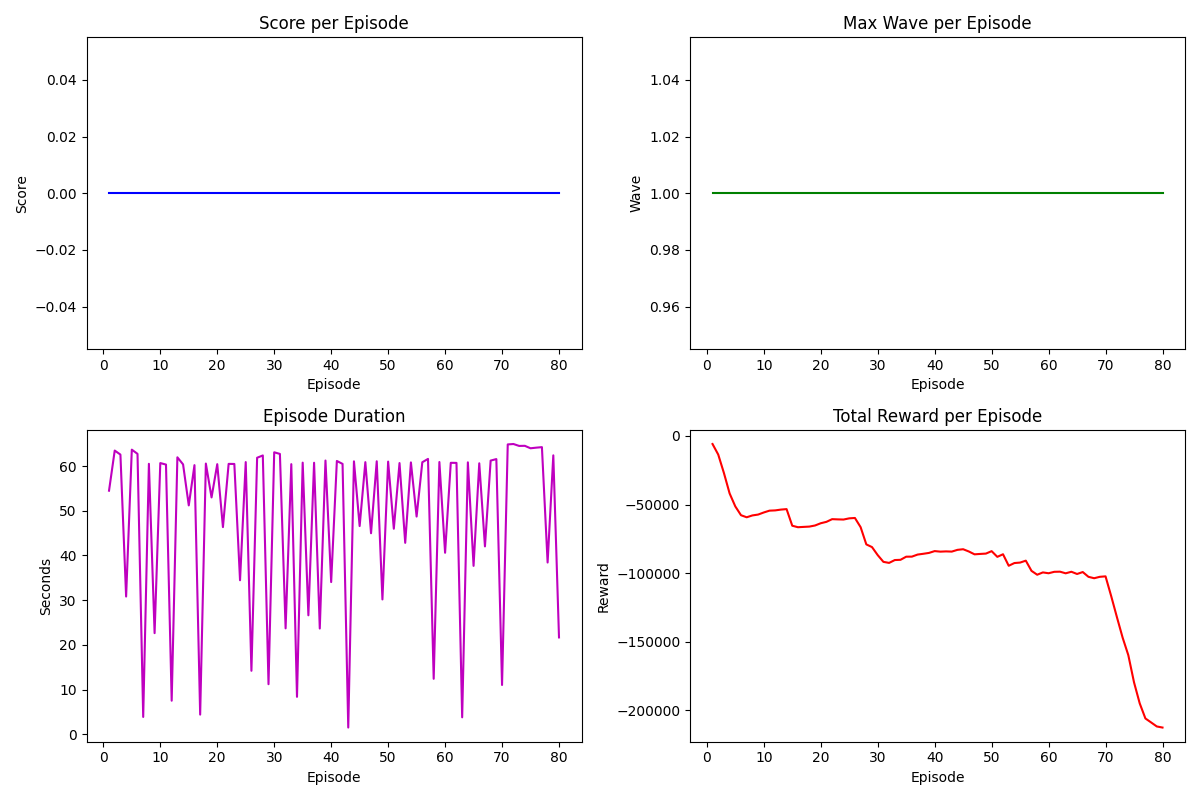 Score per Episode
Max Wave per Episode
0.04
0.02
0.00
−0.02
−0.04
Score
0 10 20 30 40 50 60 70 80
Episode
1.04
1.02
1.00
0.98
0.96
Wave
0 10 20 30 40 50 60 70 80
Episode
Episode Duration
Total Reward per Episode
60
50
40
30
20
10
0
Seconds
0 10 20 30 40 50 60 70 80
Episode
0
−50000
−100000
−150000
−200000
Reward
0 10 20 30 40 50 60 70 80
Episode